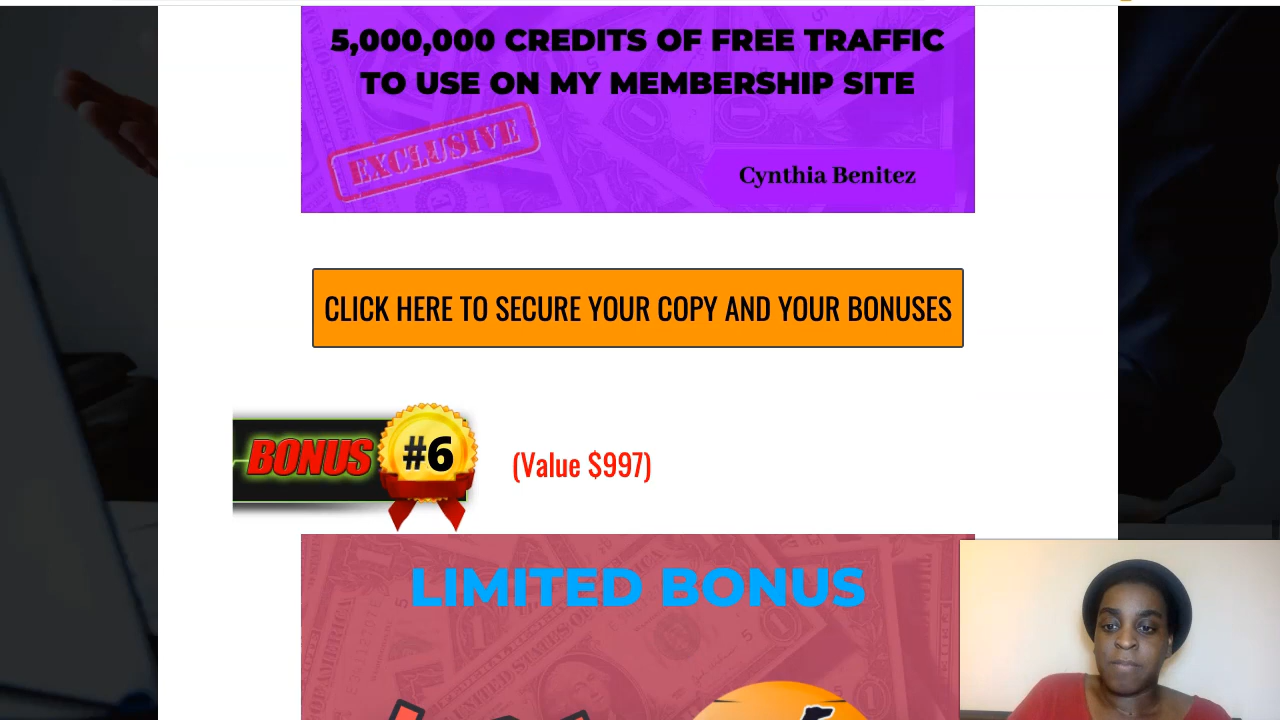 5,000,000 CREDITS OF FREE TRAFFIC
TO USE ON MY MEMBERSHIP SITE
EXCLUSIVE
Cynthia Benitez
CLICK HERE TO SECURE YOUR COPY AND YOUR BONUSES
BONUS #6
(Value $997)
LIMITED BONUS